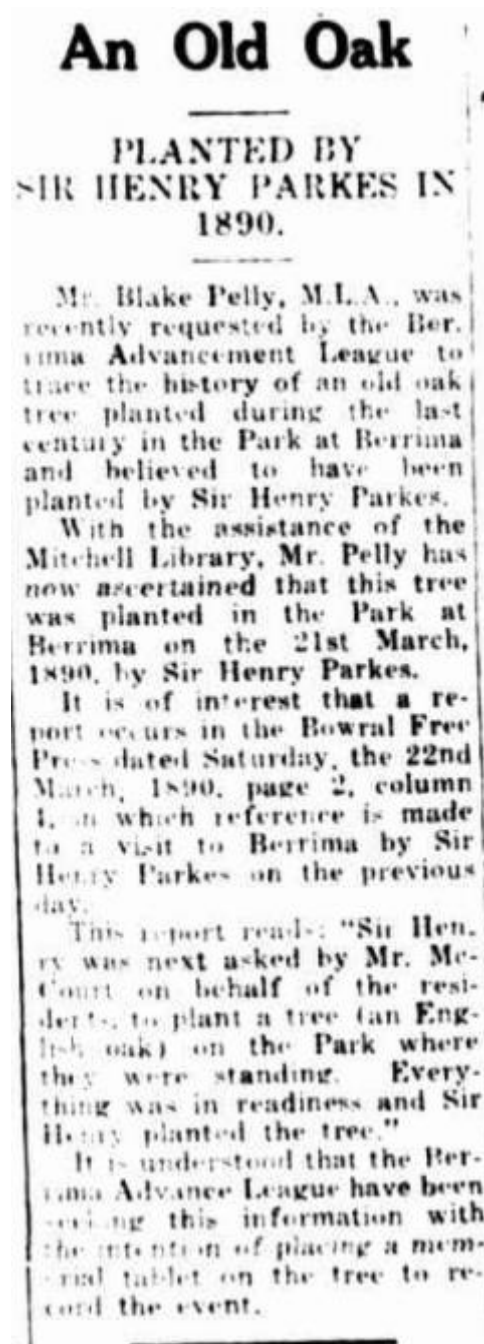 An Old Oak
PLANTED BY
SIR HENRY PARKES IN
1890.
Mr. Blake Pelly, M.L.A., was
recently requested by the Ber-
rima Advancement League to
trace the history of an old oak
tree planted during the last
century in the Park at Berrima
and believed to have been
planted by Sir Henry Parkes.
With the assistance of the
Mitchell Library, Mr. Pelly has
now ascertained that this tree
was planted in the Park at
Berrima on the 21st March,
1890, by Sir Henry Parkes.
It is of interest that a re-
port occurs in the Bowral Free
Press dated Saturday, the 22nd
March, 1890, page 2, column
in which reference is made
to a visit to Berrima by Sir
Henry Parkes on the previous
day.
This report reads: "Sir Hen-
ry was next asked by Mr. Mc-
Court on behalf of the resi-
dents, to plant a tree (an Eng-
lish oak) on the Park where
they were standing. Every-
thing was in readiness and Sir
Henry planted the tree."
It is understood that the Ber-
rima Advance League have been
seeking this information with
the intention of placing a mem-
orial tablet on the tree to re-
cord the event.